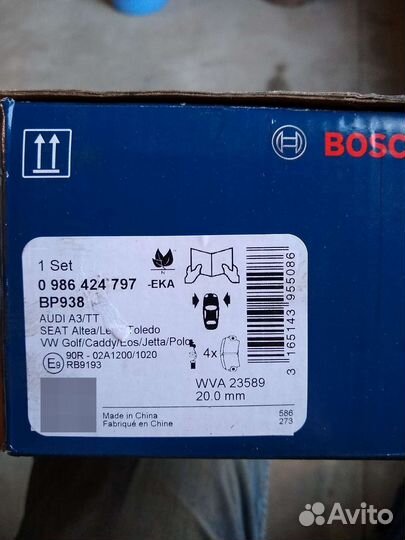 BOSC
1 Set
0 986 424 797 -EKA
BP938
N
AUDI A3/TT
SEAT Altea/Leon/Toledo
VW Golf/Caddy/Eos/Jetta/Polo
E9 90R - 02A1200/1020
RB9193
4x
WVA 23589
20.0 mm
Made in China
Fabriqué en Chine
586
273
3 165143 955086
Avito